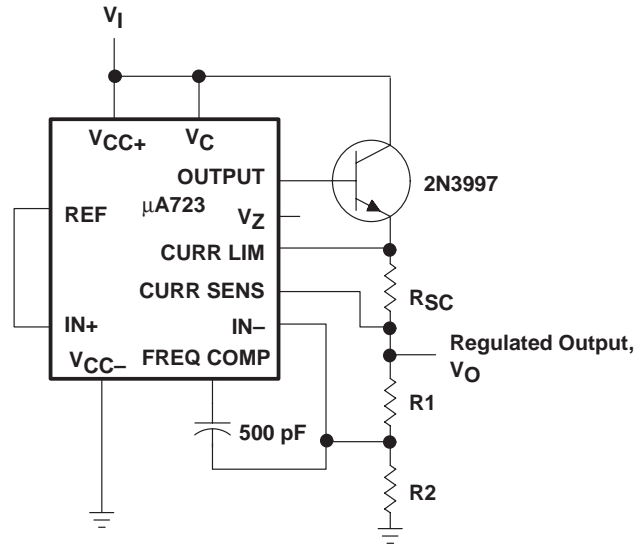 VI
VCC+
VC
OUTPUT
µA723
2N3997
REF
VZ
CURR LIM
CURR SENS
RSC
IN+
IN–
Regulated Output,
VO
VCC–
FREQ COMP
R1
500 pF
R2